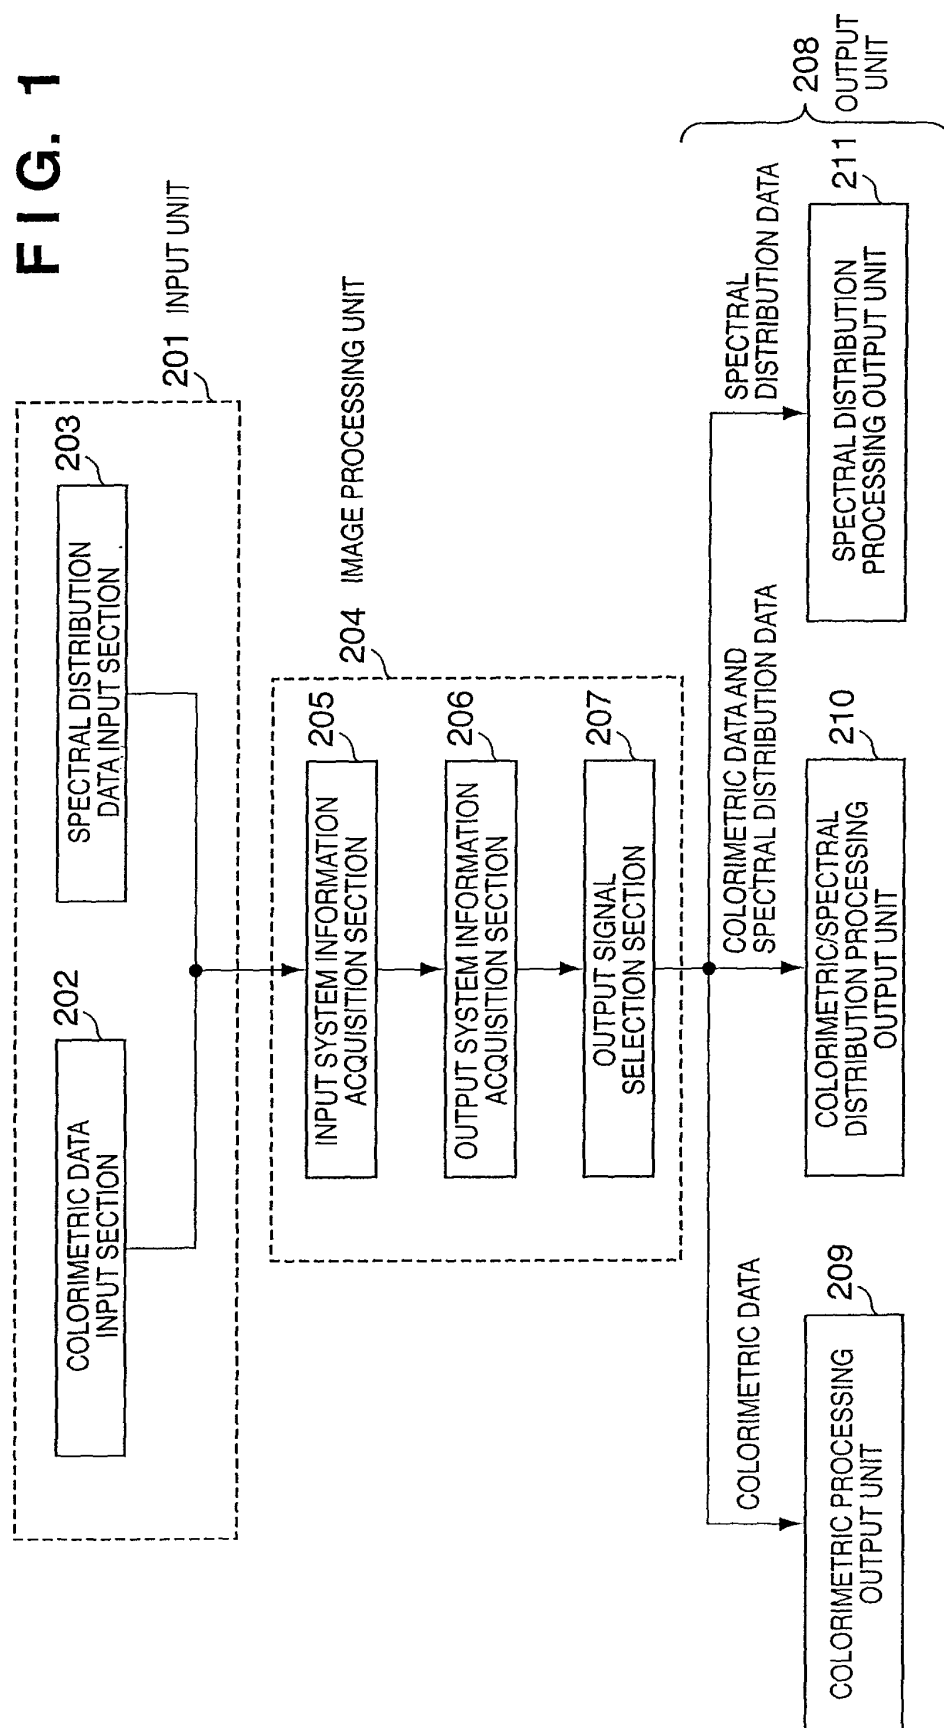 FIG. 1
201 INPUT UNIT
202
COLORIMETRIC DATA
INPUT SECTION
203
SPECTRAL DISTRIBUTION
DATA INPUT SECTION
204 IMAGE PROCESSING UNIT
205
INPUT SYSTEM INFORMATION
ACQUISITION SECTION
206
OUTPUT SYSTEM INFORMATION
ACQUISITION SECTION
207
OUTPUT SIGNAL
SELECTION SECTION
208 OUTPUT
UNIT
COLORIMETRIC DATA
209
COLORIMETRIC PROCESSING
OUTPUT UNIT
COLORIMETRIC DATA AND
SPECTRAL DISTRIBUTION DATA
210
COLORIMETRIC/SPECTRAL
DISTRIBUTION PROCESSING
OUTPUT UNIT
SPECTRAL
DISTRIBUTION DATA
211
SPECTRAL DISTRIBUTION
PROCESSING OUTPUT UNIT